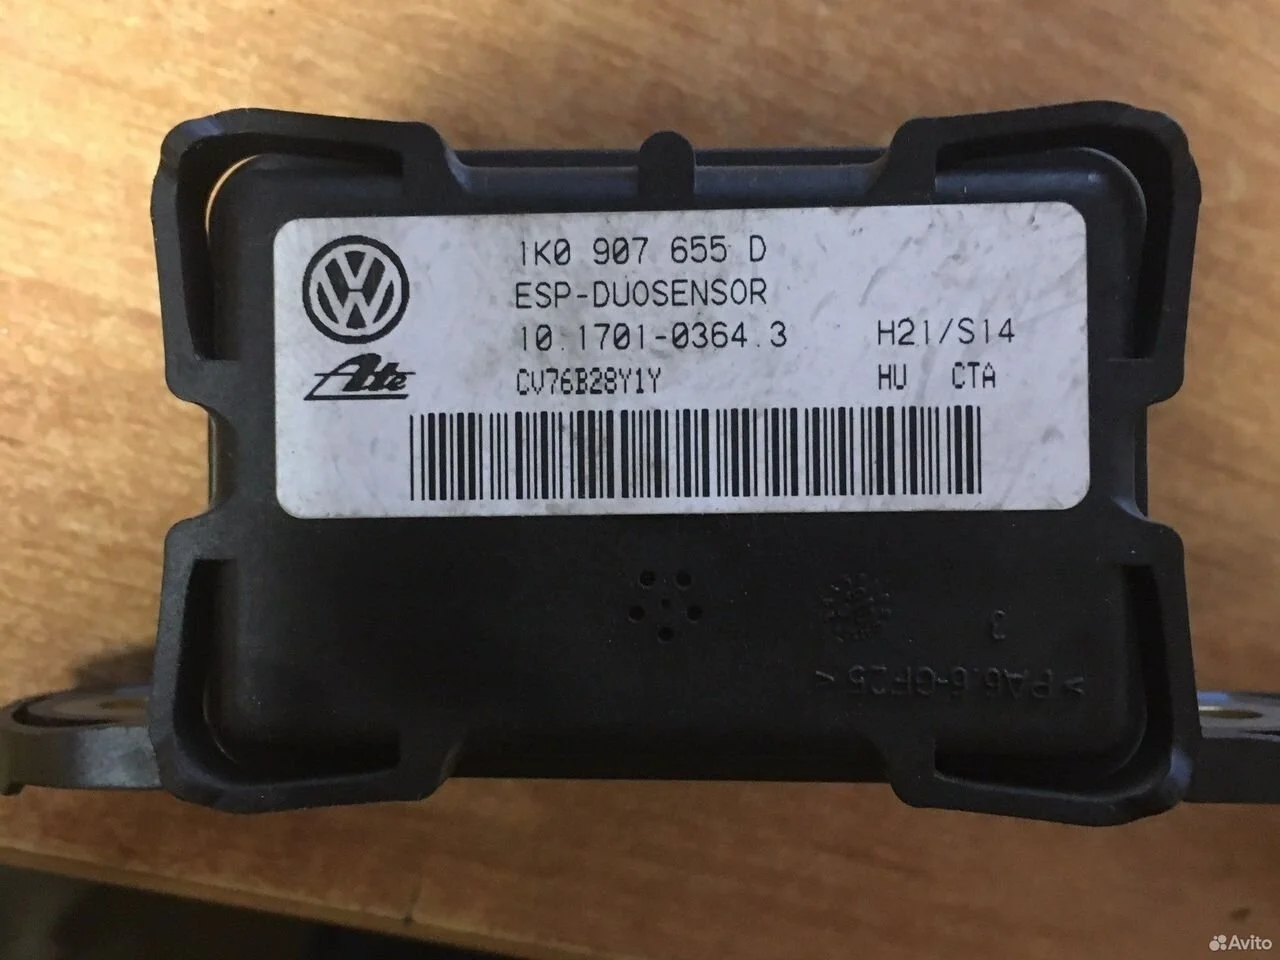 1K0 907 655 D
ESP-DUOSENSOR
10.1701-0364.3 H21/S14
Ate CV76B28Y1Y HU CTA
3
>PA6.6-GF25<
Avito